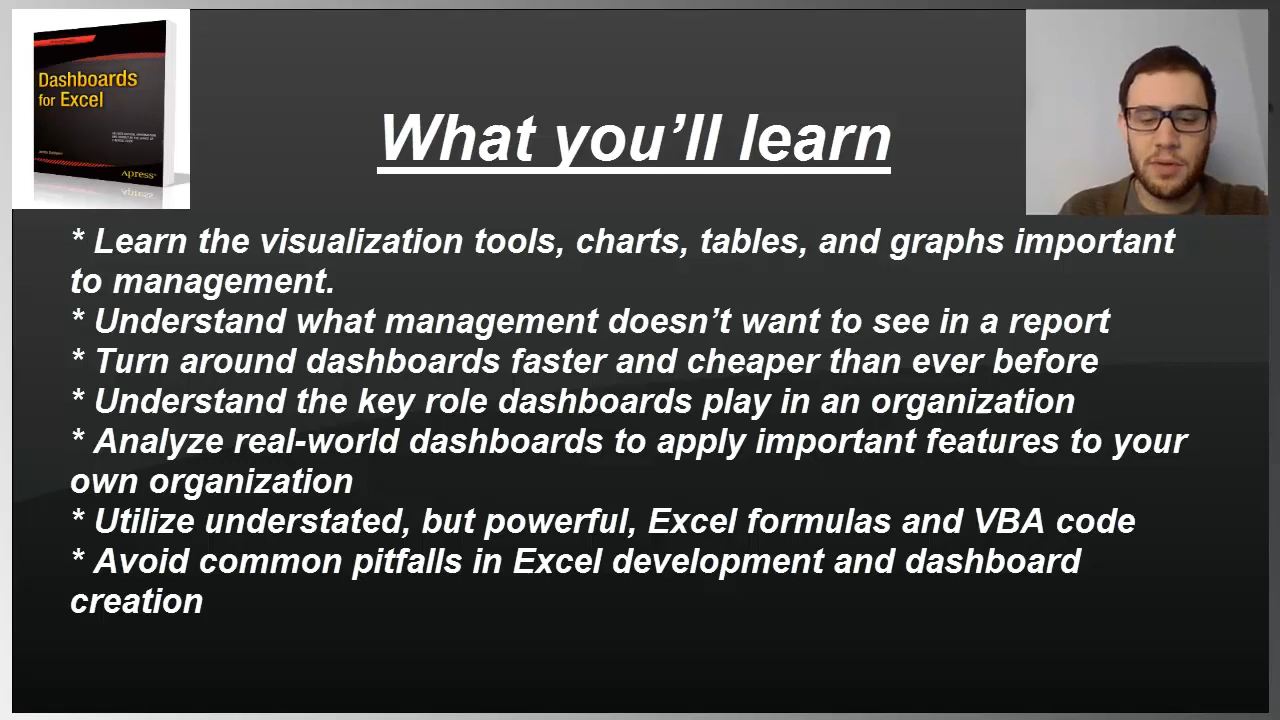 Dashboards
for Excel
Apress
What you’ll learn
* Learn the visualization tools, charts, tables, and graphs important
to management.
* Understand what management doesn’t want to see in a report
* Turn around dashboards faster and cheaper than ever before
* Understand the key role dashboards play in an organization
* Analyze real-world dashboards to apply important features to your
own organization
* Utilize understated, but powerful, Excel formulas and VBA code
* Avoid common pitfalls in Excel development and dashboard
creation